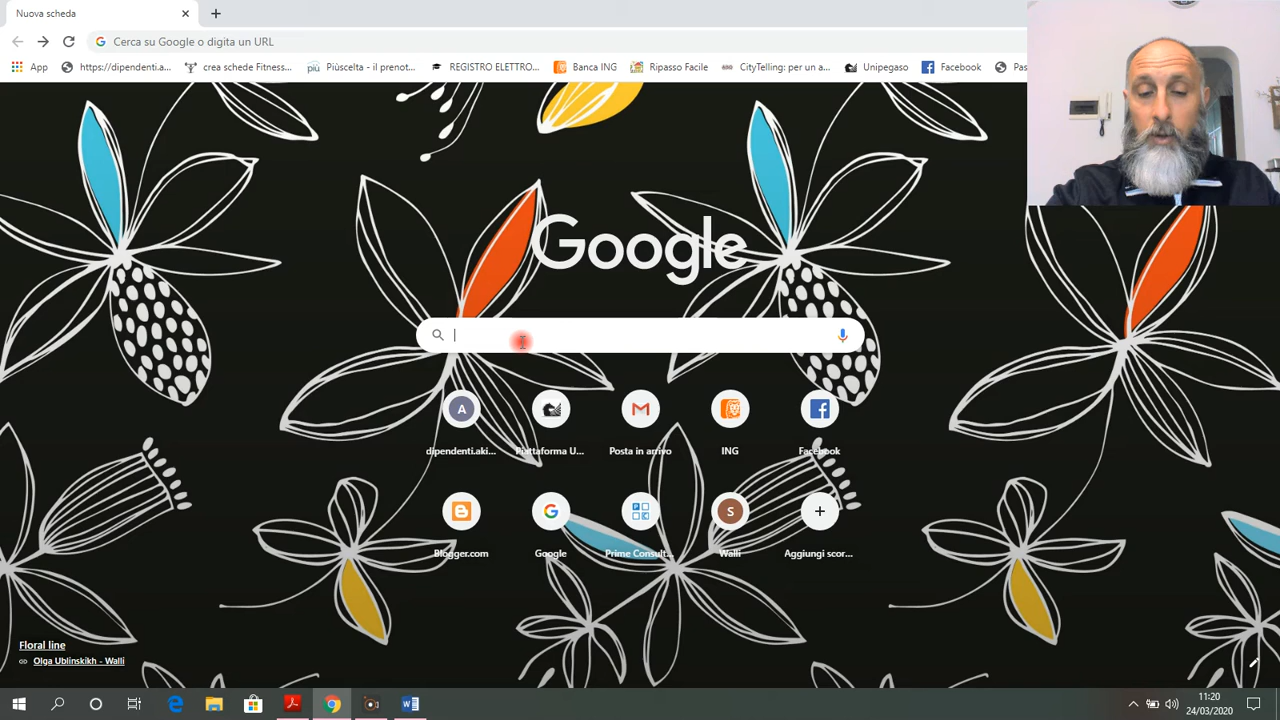 Nuova scheda
Cerca su Google o digita un URL
App
https://dipendenti.a...
crea schede Fitness...
Piùscelta - il prenot...
REGISTRO ELETTRO...
Banca ING
Ripasso Facile
CityTelling: per un a...
Unipegaso
Facebook
Pas
Google
A
dipendenti.aki...
Piattaforma U...
Posta in arrivo
ING
Facebook
Blogger.com
Google
Prime Consult...
S
Walli
Aggiungi scor...
Floral line
Olga Ublinskikh - Walli
11:20
24/03/2020